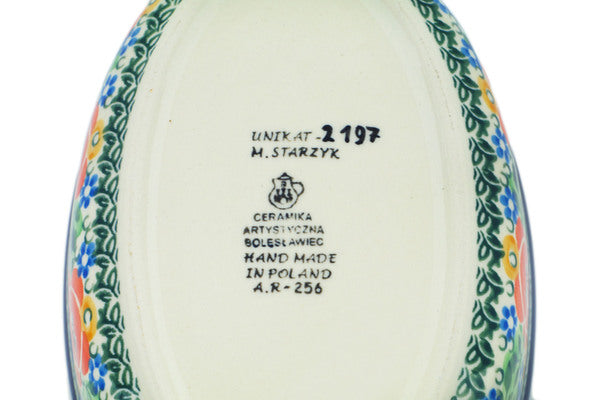 UNIKAT-2197
M. STARZYK
CERAMIKA
ARTYSTYCZNA
BOLESŁAWIEC
HAND MADE
IN POLAND
A.R-256